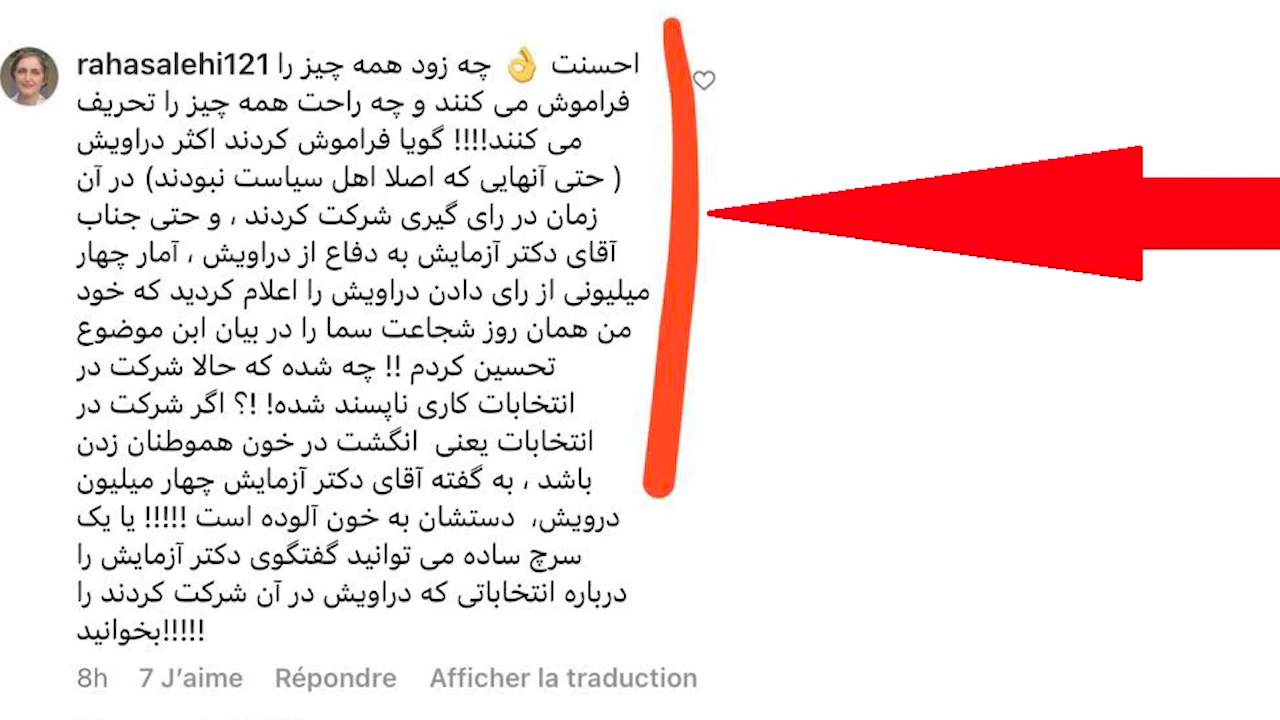 rahasalehi121 احسنت 👌 چه زود همه چیز را
فراموش می کنند و چه راحت همه چیز را تحریف
می کنند!!!! گویا فراموش کردند اکثر دراویش
( حتی آنهایی که اصلا اهل سیاست نبودند) در آن
زمان در رای گیری شرکت کردند ، و حتی جناب
آقای دکتر آزمایش به دفاع از دراویش ، آمار چهار
میلیونی از رای دادن دراویش را اعلام کردید که خود
من همان روز شجاعت سما را در بیان ابن موضوع
تحسین کردم !! چه شده که حالا شرکت در
انتخابات کاری ناپسند شده! !؟ اگر شرکت در
انتخابات یعنی انگشت در خون هموطنان زدن
باشد ، به گفته آقای دکتر آزمایش چهار میلیون
درویش، دستشان به خون آلوده است !!!!! با یک
سرچ ساده می توانید گفتگوی دکتر آزمایش را
درباره انتخاباتی که دراویش در آن شرکت کردند را
بخوانید!!!!!
8h 7 J’aime Répondre Afficher la traduction